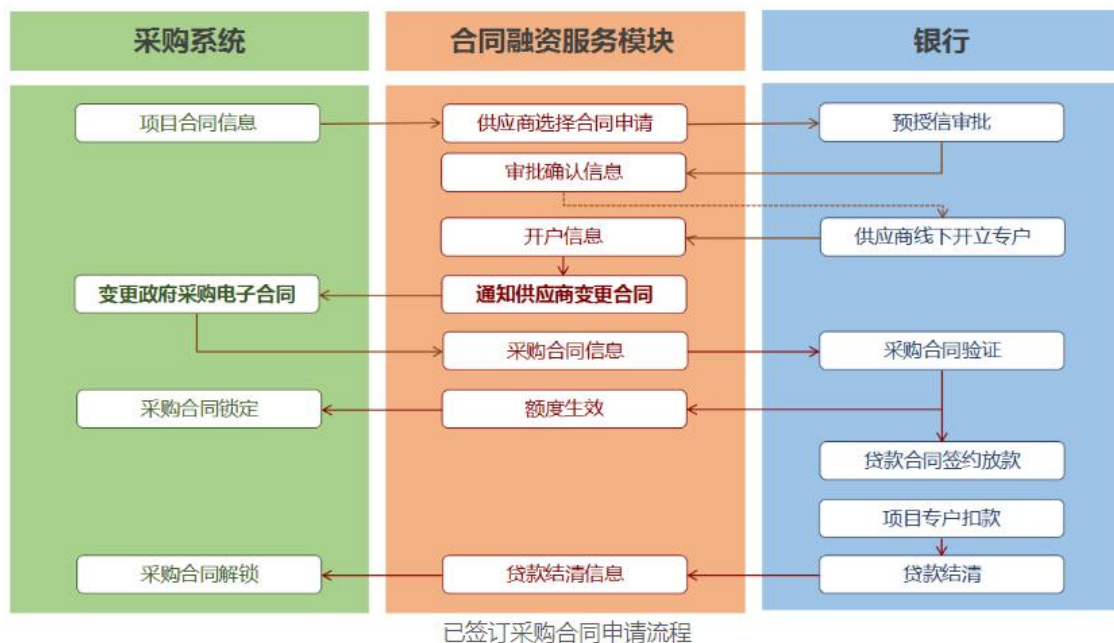 采购系统
合同融资服务模块
银行
项目合同信息
供应商选择合同申请
预授信审批
审批确认信息
开户信息
供应商线下开立专户
变更政府采购电子合同
通知供应商变更合同
采购合同信息
采购合同验证
采购合同锁定
额度生效
贷款合同签约放款
项目专户扣款
采购合同解锁
贷款结清信息
贷款结清
已签订采购合同申请流程